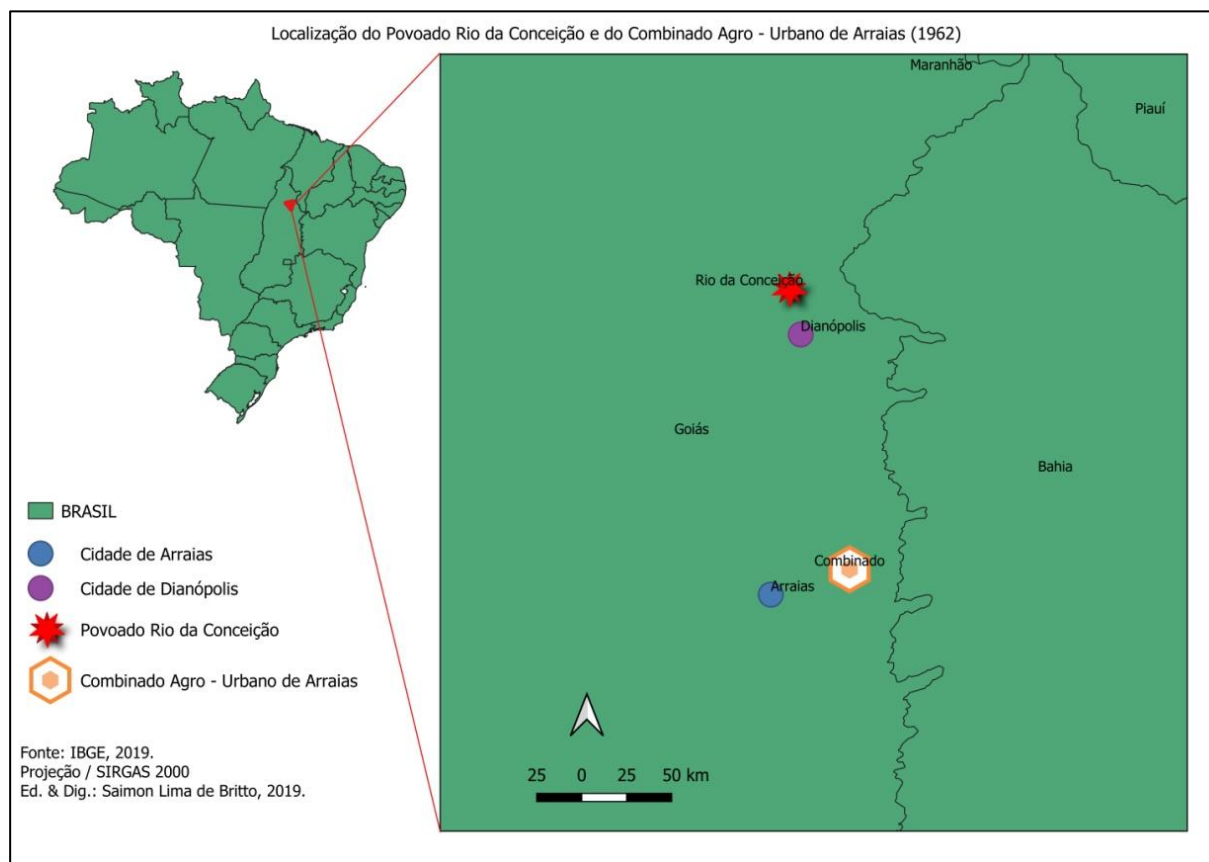 Localização do Povoado Rio da Conceição e do Combinado Agro - Urbano de Arraias (1962)
Maranhão
Piauí
Rio da Conceição
Dianópolis
Goiás
Bahia
Combinado
Arraias
25 0 25 50 km
BRASIL
Cidade de Arraias
Cidade de Dianópolis
Povoado Rio da Conceição
Combinado Agro - Urbano de Arraias
Fonte: IBGE, 2019.
Projeção / SIRGAS 2000
Ed. & Dig.: Saimon Lima de Britto, 2019.